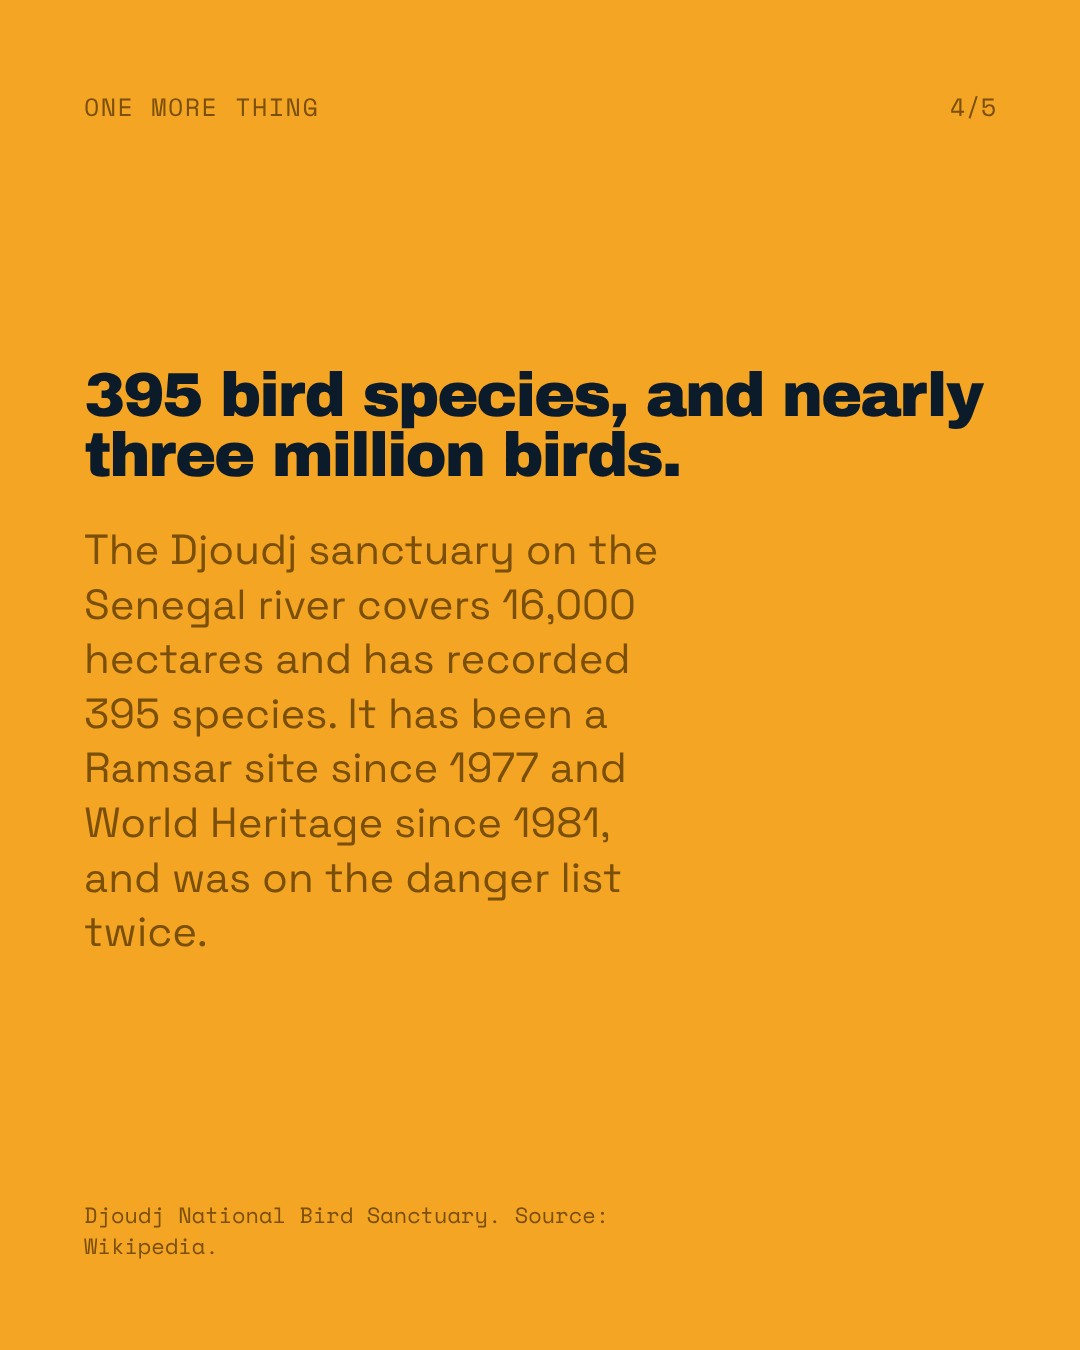 ONE MORE THING
4/5
395 bird species, and nearly
three million birds.
The Djoudj sanctuary on the
Senegal river covers 16,000
hectares and has recorded
395 species. It has been a
Ramsar site since 1977 and
World Heritage since 1981,
and was on the danger list
twice.
Djoudj National Bird Sanctuary. Source:
Wikipedia.